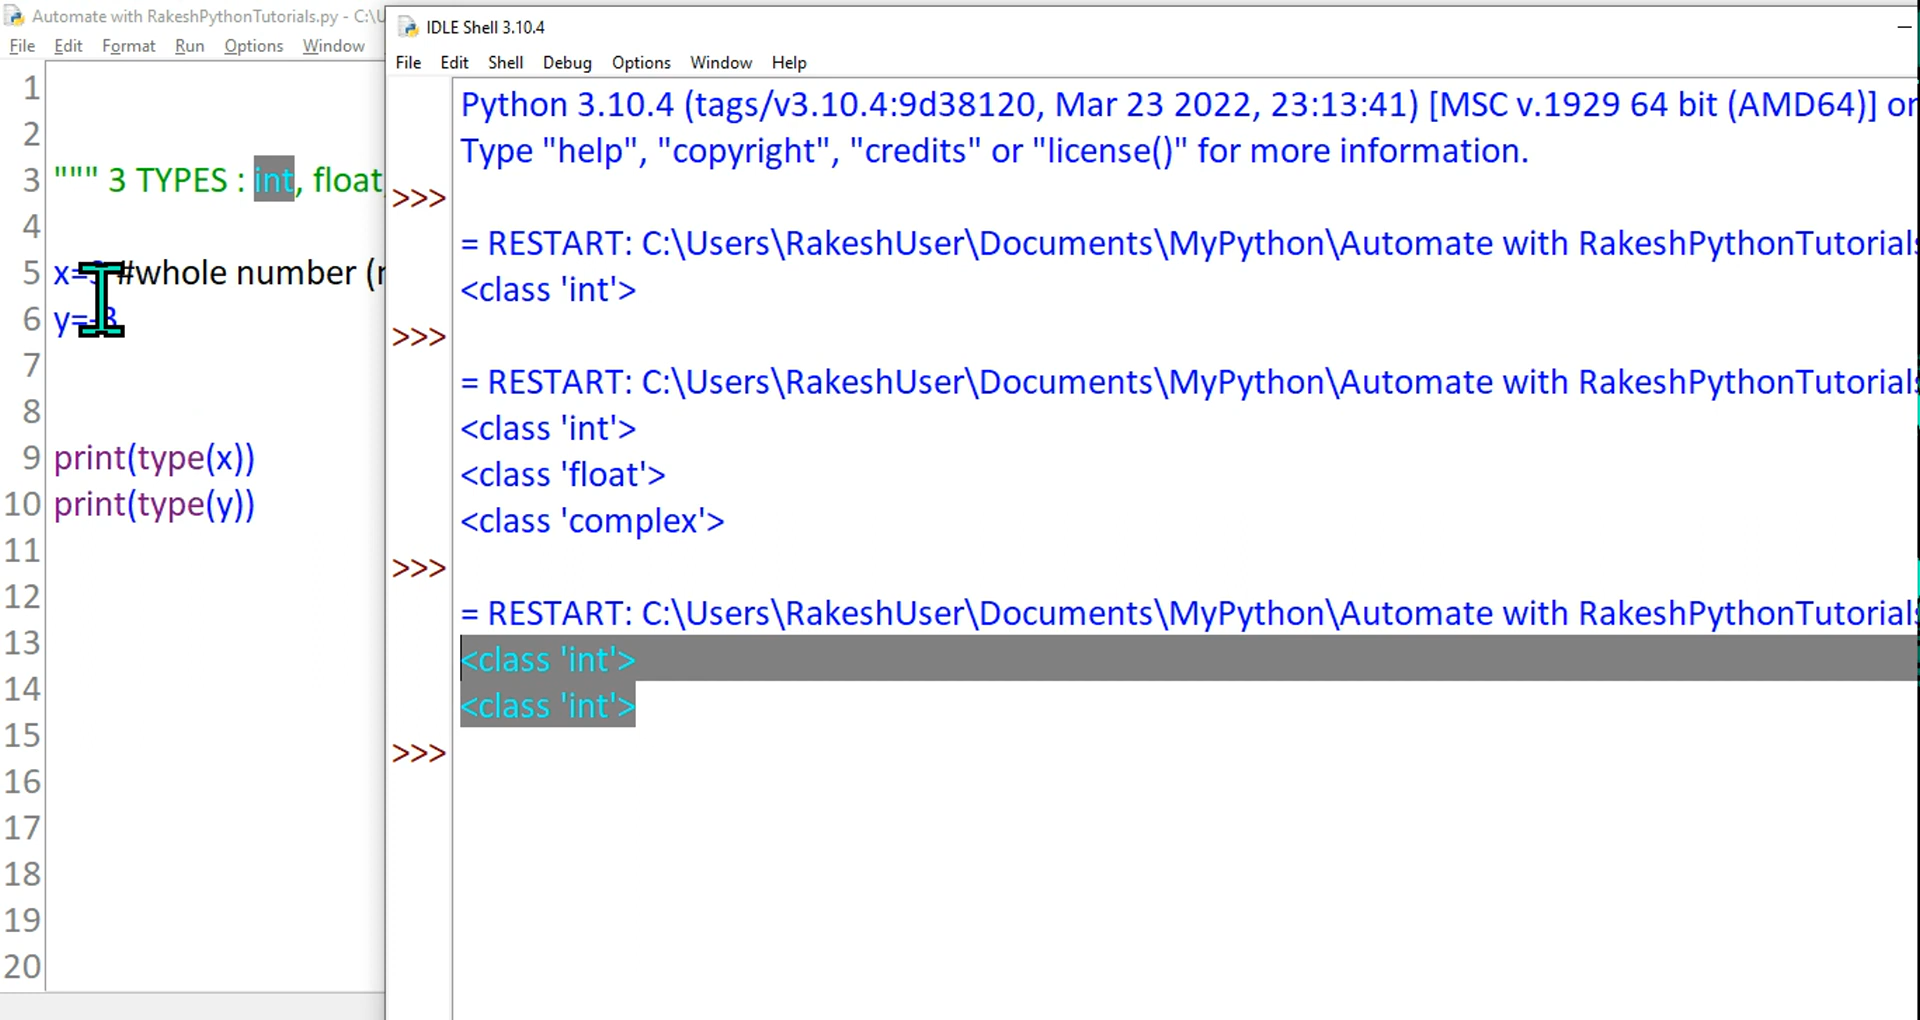 Automate with RakeshPythonTutorials.py - C:\U
File Edit Format Run Options Window
1
2
3 """ 3 TYPES : int, float,
4
5 x=3 #whole number (n
6 y=-3
7
8
9 print(type(x))
10 print(type(y))
11
12
13
14
15
16
17
18
19
20
IDLE Shell 3.10.4
File Edit Shell Debug Options Window Help
Python 3.10.4 (tags/v3.10.4:9d38120, Mar 23 2022, 23:13:41) [MSC v.1929 64 bit (AMD64)] on
Type "help", "copyright", "credits" or "license()" for more information.
>>>
= RESTART: C:\Users\RakeshUser\Documents\MyPython\Automate with RakeshPythonTutorials
<class 'int'>
>>>
= RESTART: C:\Users\RakeshUser\Documents\MyPython\Automate with RakeshPythonTutorials
<class 'int'>
<class 'float'>
<class 'complex'>
>>>
= RESTART: C:\Users\RakeshUser\Documents\MyPython\Automate with RakeshPythonTutorials
<class 'int'>
<class 'int'>
>>>